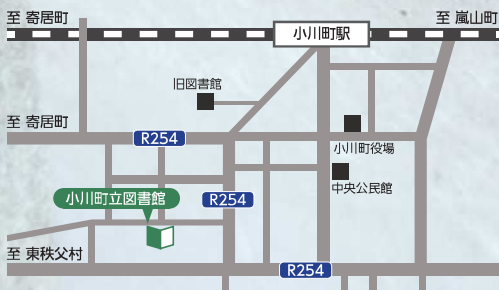 至 寄居町
小川町駅
至 嵐山町
旧図書館
至 寄居町
R254
小川町役場
中央公民館
小川町立図書館
R254
至 東秩父村
R254